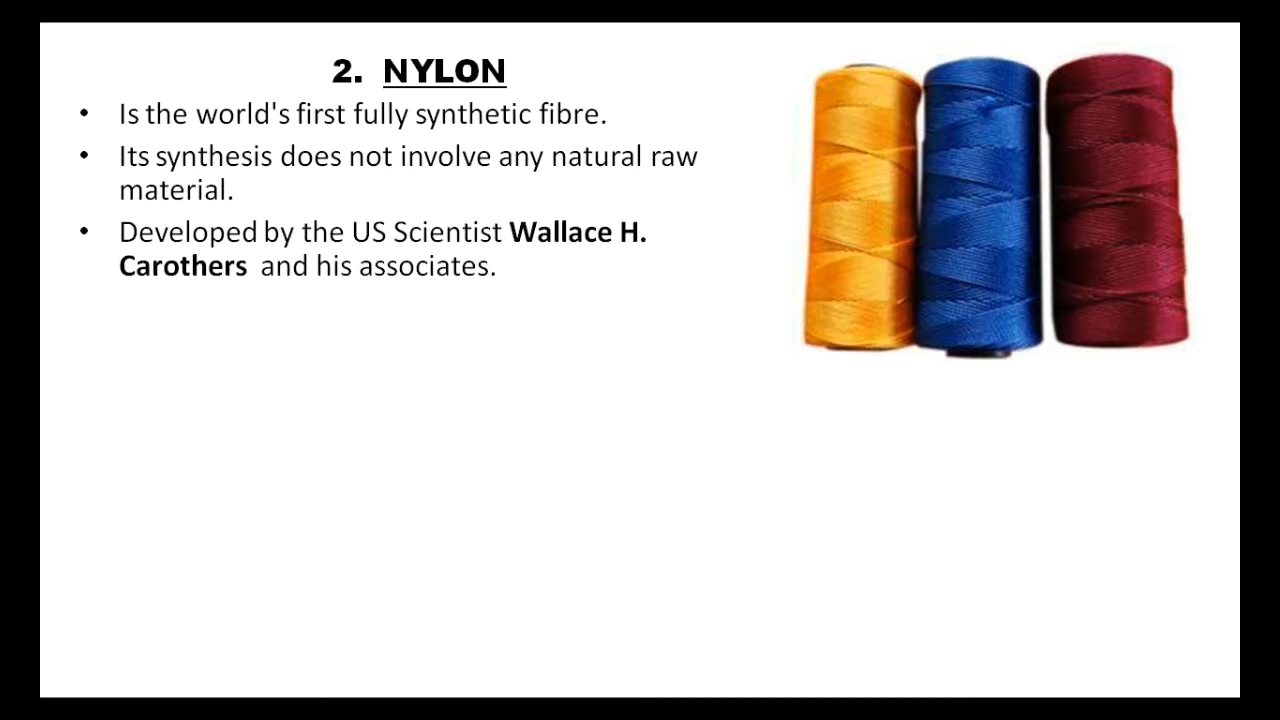 2. NYLON
• Is the world's first fully synthetic fibre.
• Its synthesis does not involve any natural raw
material.
• Developed by the US Scientist Wallace H.
Carothers and his associates.